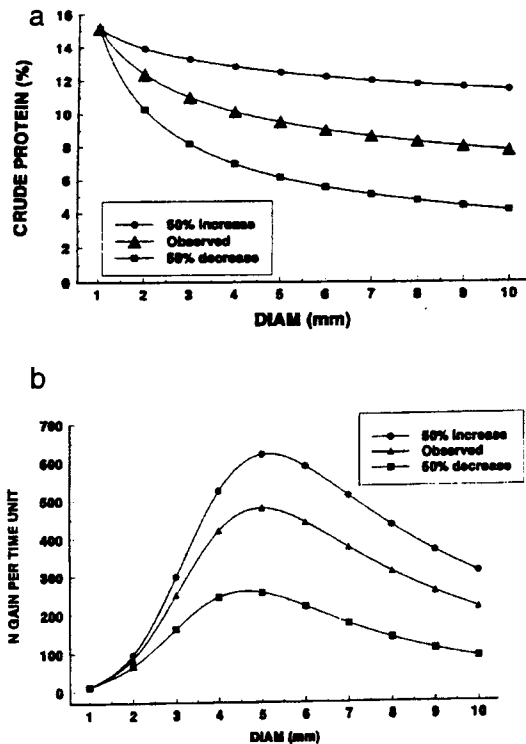 a
CRUDE PROTEIN (%)
16
14
12
10
8
6
4
2
0
50% increase
Observed
50% decrease
1 2 3 4 5 6 7 8 9 10
DIAM (mm)
b
N GAIN PER TIME UNIT
700
600
500
400
300
200
100
0
50% increase
Observed
50% decrease
1 2 3 4 5 6 7 8 9 10
DIAM (mm)